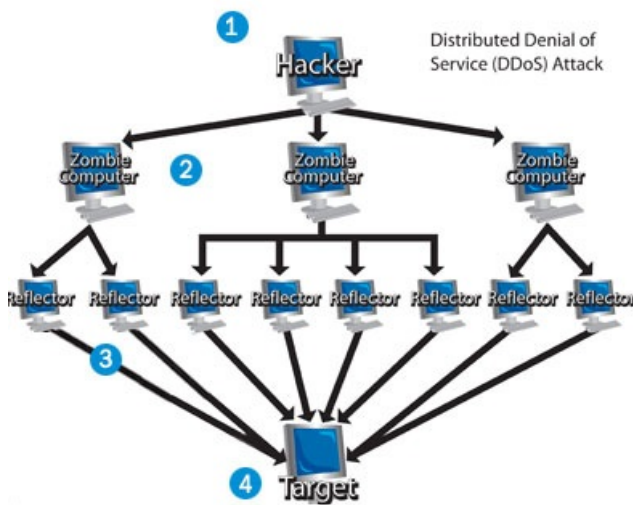 1
Distributed Denial of
Service (DDoS) Attack
Hacker
2
Zombie
Computer
Zombie
Computer
Zombie
Computer
Reflector
Reflector
Reflector
Reflector
Reflector
Reflector
Reflector
Reflector
3
4
Target